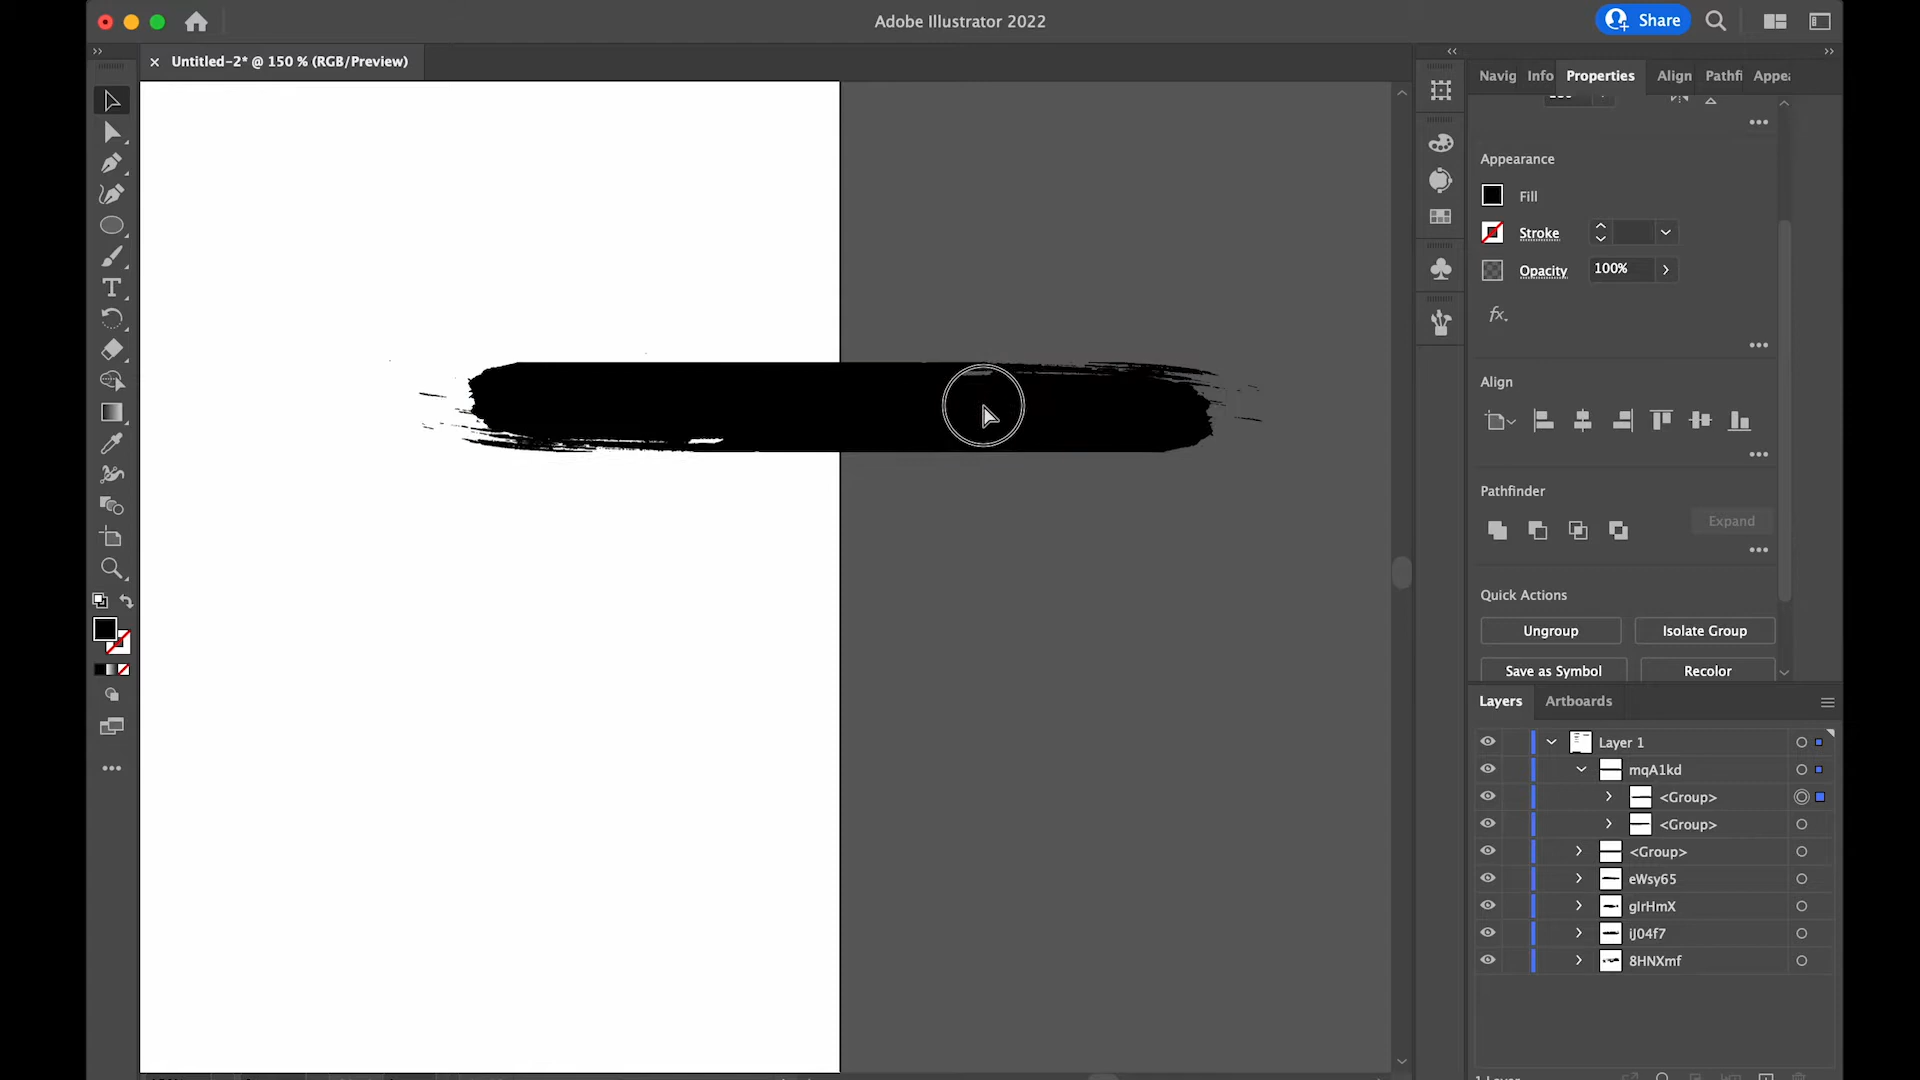 Adobe Illustrator 2022
Share
Untitled-2* @ 150 % (RGB/Preview)
Navig Info Properties Align Pathfi Appea
Appearance
Fill
Stroke
Opacity 100%
fx.
Align
Pathfinder
Expand
Quick Actions
Ungroup Isolate Group
Save as Symbol Recolor
Layers Artboards
Layer 1
mqA1kd
<Group>
<Group>
<Group>
eWsy65
iJ04f7
8HNXmf